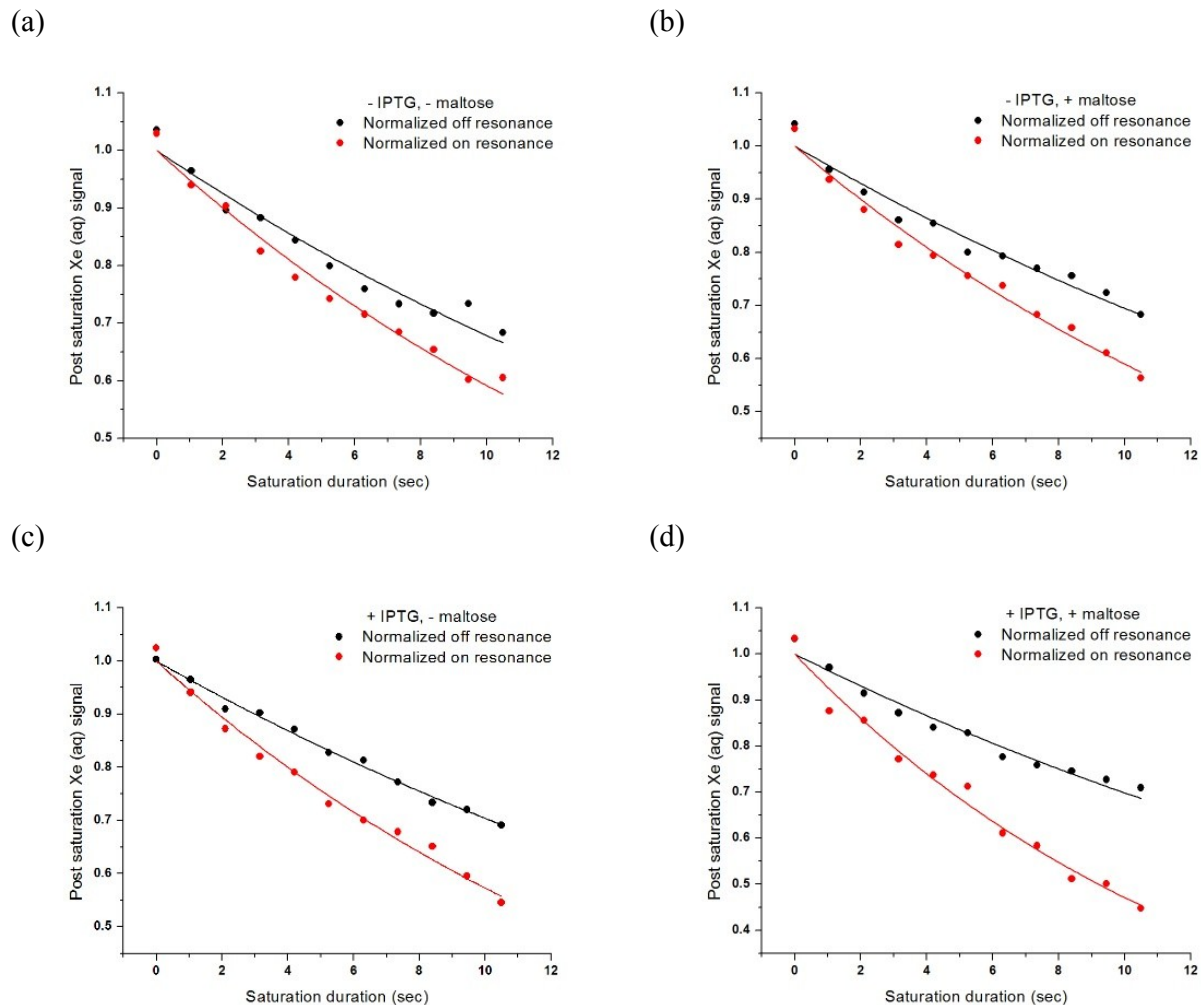 (a)
1.1
1.0
0.9
0.8
0.7
0.6
0.5
Post saturation Xe (aq) signal
- IPTG, - maltose
Normalized off resonance
Normalized on resonance
0 2 4 6 8 10 12
Saturation duration (sec)
(b)
1.1
1.0
0.9
0.8
0.7
0.6
0.5
Post saturation Xe (aq) signal
- IPTG, + maltose
Normalized off resonance
Normalized on resonance
0 2 4 6 8 10 12
Saturation duration (sec)
(c)
1.1
1.0
0.9
0.8
0.7
0.6
0.5
Post saturation Xe (aq) signal
+ IPTG, - maltose
Normalized off resonance
Normalized on resonance
0 2 4 6 8 10 12
Saturation duration (sec)
(d)
1.1
1.0
0.9
0.8
0.7
0.6
0.5
0.4
Post saturation Xe (aq) signal
+ IPTG, + maltose
Normalized off resonance
Normalized on resonance
0 2 4 6 8 10 12
Saturation duration (sec)